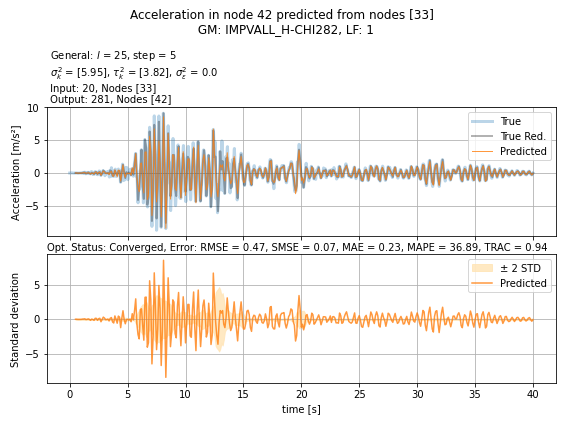 Acceleration in node 42 predicted from nodes [33]
GM: IMPVALL_H-CHI282, LF: 1
General: l = 25, step = 5
σ²ₖ = [5.95], τ²ₖ = [3.82], σ²ε = 0.0
Input: 20, Nodes [33]
Output: 281, Nodes [42]
Acceleration [m/s²]
10
5
0
−5
True
True Red.
Predicted
Opt. Status: Converged, Error: RMSE = 0.47, SMSE = 0.07, MAE = 0.23, MAPE = 36.89, TRAC = 0.94
Standard deviation
5
0
−5
± 2 STD
Predicted
0 5 10 15 20 25 30 35 40
time [s]